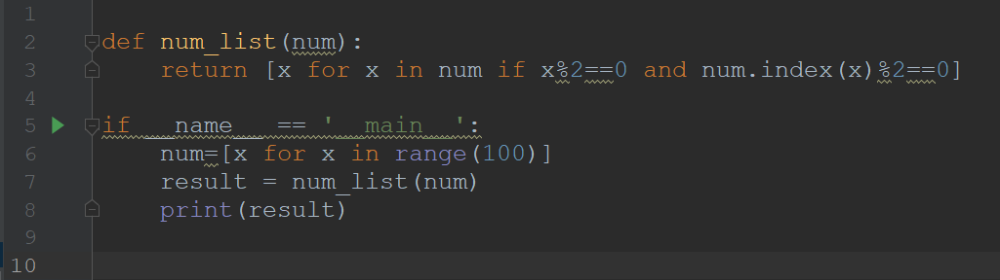 1
2 def num_list(num):
3     return [x for x in num if x%2==0 and num.index(x)%2==0]
4
5 if __name__ == '__main__':
6     num=[x for x in range(100)]
7     result = num_list(num)
8     print(result)
9
10